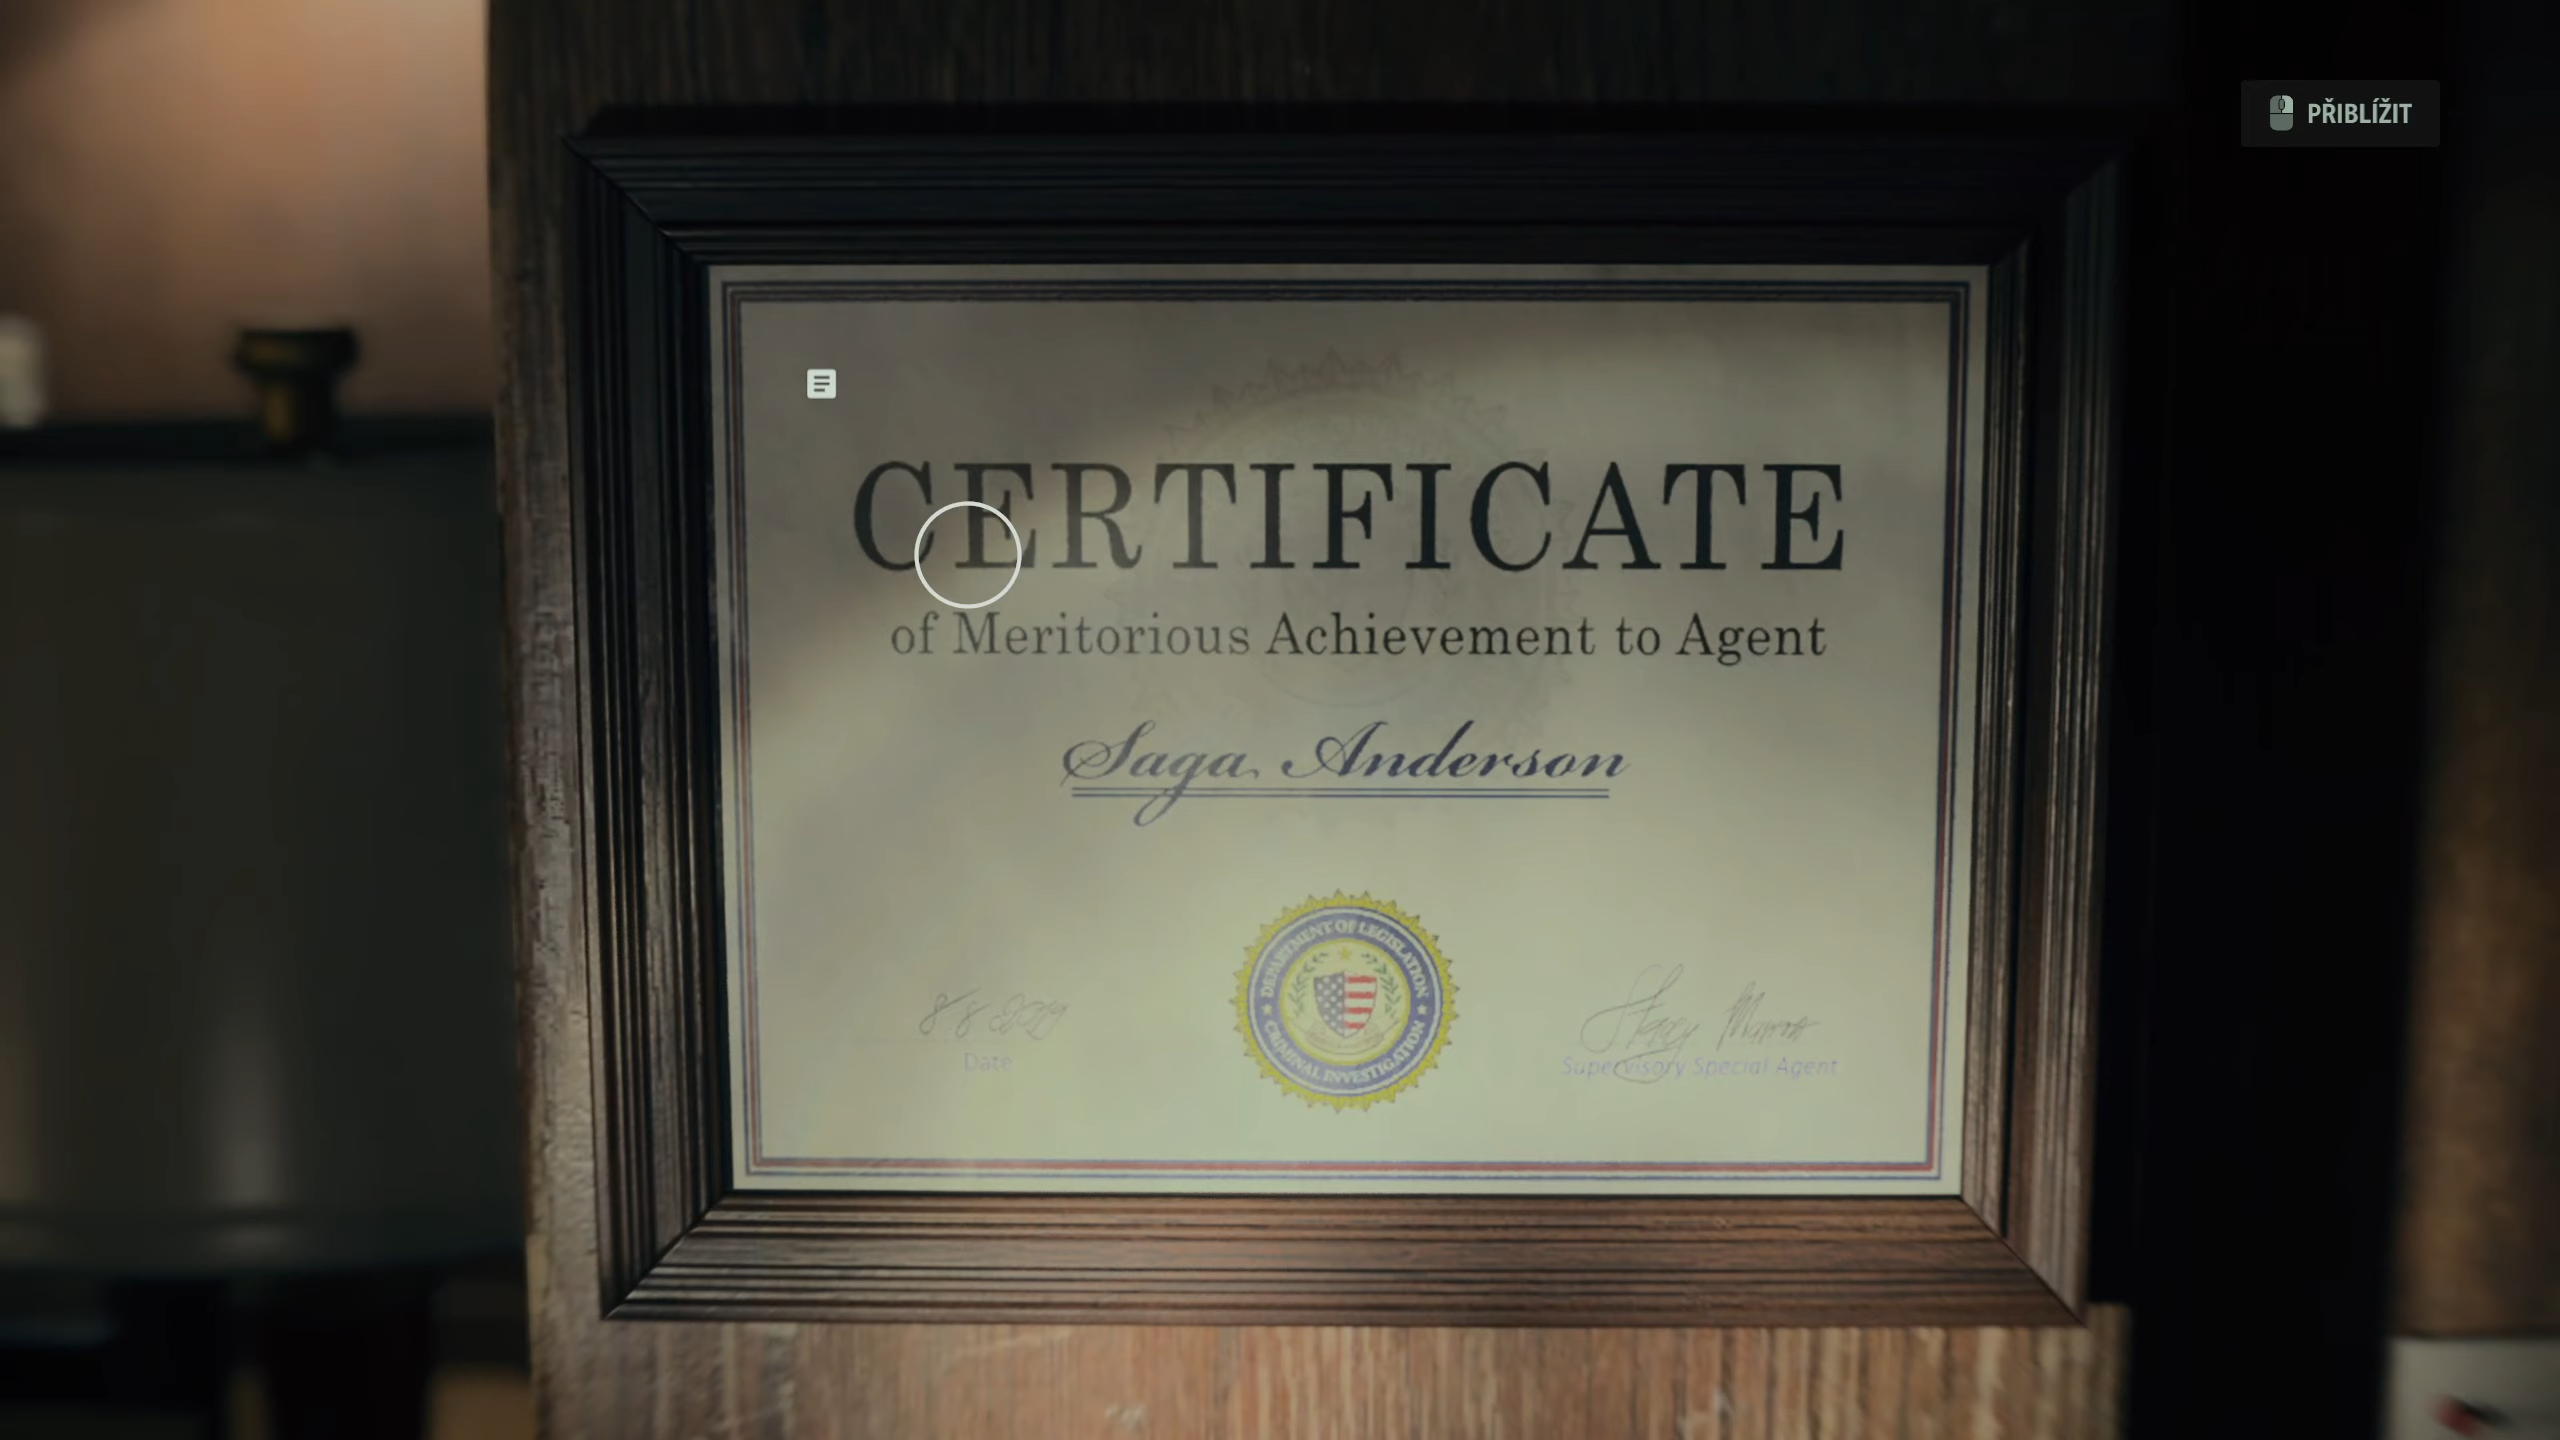 PŘIBLÍŽIT
CERTIFICATE
of Meritorious Achievement to Agent
Saga Anderson
DEPARTMENT OF LEGISLATION
CRIMINAL INVESTIGATION
Date
Supervisory Special Agent